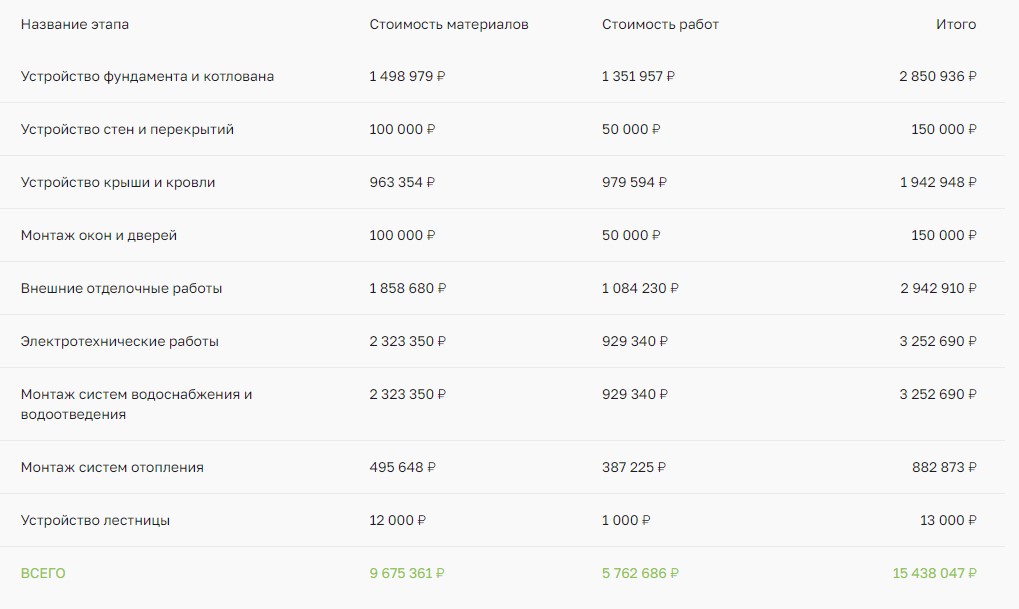 Название этапа Стоимость материалов Стоимость работ Итого
Устройство фундамента и котлована 1 498 979 ₽ 1 351 957 ₽ 2 850 936 ₽
Устройство стен и перекрытий 100 000 ₽ 50 000 ₽ 150 000 ₽
Устройство крыши и кровли 963 354 ₽ 979 594 ₽ 1 942 948 ₽
Монтаж окон и дверей 100 000 ₽ 50 000 ₽ 150 000 ₽
Внешние отделочные работы 1 858 680 ₽ 1 084 230 ₽ 2 942 910 ₽
Электротехнические работы 2 323 350 ₽ 929 340 ₽ 3 252 690 ₽
Монтаж систем водоснабжения и 2 323 350 ₽ 929 340 ₽ 3 252 690 ₽
водоотведения
Монтаж систем отопления 495 648 ₽ 387 225 ₽ 882 873 ₽
Устройство лестницы 12 000 ₽ 1 000 ₽ 13 000 ₽
ВСЕГО 9 675 361 ₽ 5 762 686 ₽ 15 438 047 ₽